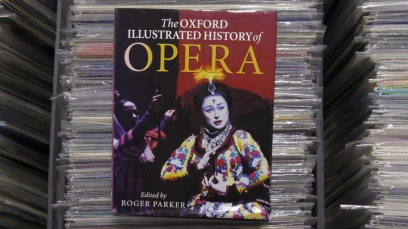 The OXFORD
ILLUSTRATED HISTORY of
OPERA
Edited by
ROGER PARKER